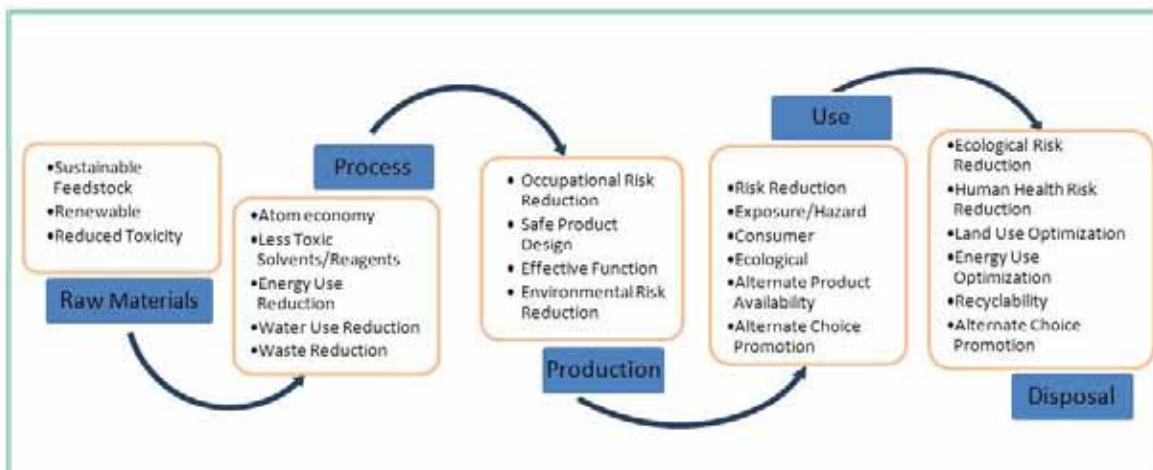 •Sustainable
Feedstock
•Renewable
•Reduced Toxicity
Raw Materials
Process
•Atom economy
•Less Toxic
Solvents/Reagents
•Energy Use
Reduction
•Water Use Reduction
•Waste Reduction
• Occupational Risk
Reduction
• Safe Product
Design
• Effective Function
• Environmental Risk
Reduction
Production
Use
•Risk Reduction
•Exposure/Hazard
•Consumer
•Ecological
•Alternate Product
Availability
•Alternate Choice
Promotion
•Ecological Risk
Reduction
•Human Health Risk
Reduction
•Land Use Optimization
•Energy Use
Optimization
•Recyclability
•Alternate Choice
Promotion
Disposal